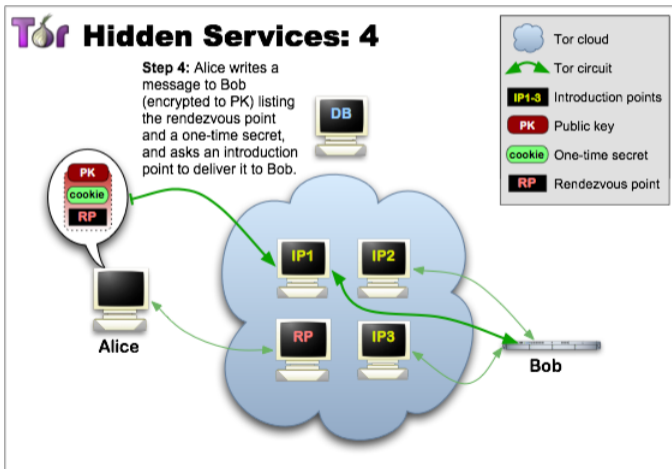 Tor Hidden Services: 4
Step 4: Alice writes a
message to Bob
(encrypted to PK) listing
the rendezvous point
and a one-time secret,
and asks an introduction
point to deliver it to Bob.
DB
Tor cloud
Tor circuit
IP1-3 Introduction points
PK Public key
cookie One-time secret
RP Rendezvous point
PK
cookie
RP
IP1
IP2
RP
IP3
Alice
Bob